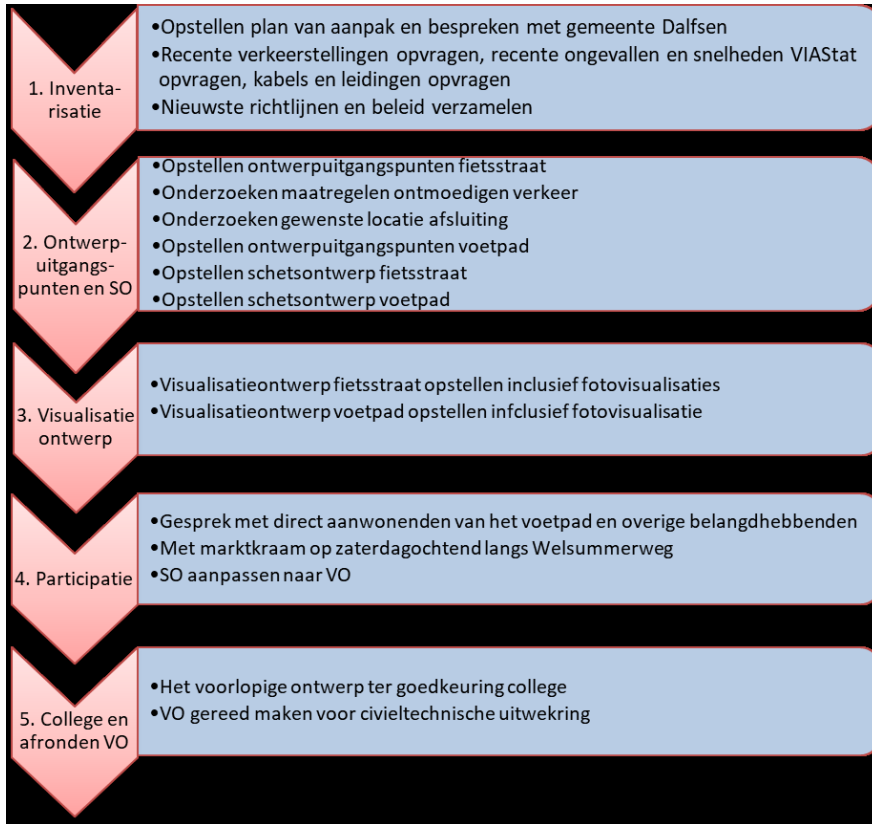 1. Inventa-
risatie
•Opstellen plan van aanpak en bespreken met gemeente Dalfsen
•Recente verkeerstellingen opvragen, recente ongevallen en snelheden VIAStat
opvragen, kabels en leidingen opvragen
•Nieuwste richtlijnen en beleid verzamelen
2. Ontwerp-
uitgangs-
punten en SO
•Opstellen ontwerpuitgangspunten fietsstraat
•Onderzoeken maatregelen ontmoedigen verkeer
•Onderzoeken gewenste locatie afsluiting
•Opstellen ontwerpuitgangspunten voetpad
•Opstellen schetsontwerp fietsstraat
•Opstellen schetsontwerp voetpad
3. Visualisatie
ontwerp
•Visualisatieontwerp fietsstraat opstellen inclusief fotovisualisaties
•Visualisatieontwerp voetpad opstellen infclusief fotovisualisatie
4. Participatie
•Gesprek met direct aanwonenden van het voetpad en overige belangdhebbenden
•Met marktkraam op zaterdagochtend langs Welsummerweg
•SO aanpassen naar VO
5. College en
afronden VO
•Het voorlopige ontwerp ter goedkeuring college
•VO gereed maken voor civieltechnische uitwekring